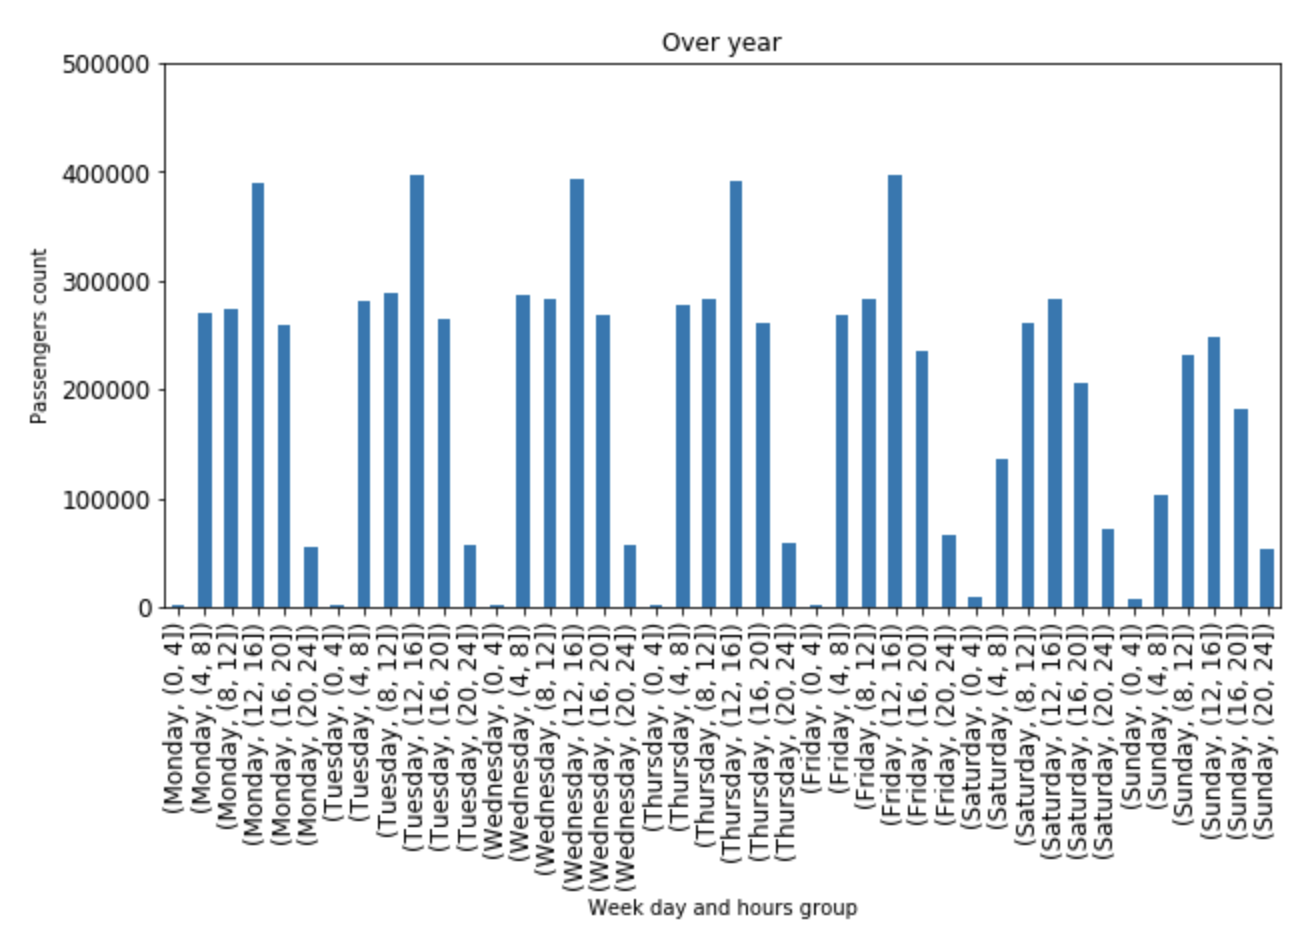 Over year
500000
400000
300000
200000
100000
0
Passengers count
(Monday, (0, 4])
(Monday, (4, 8])
(Monday, (8, 12])
(Monday, (12, 16])
(Monday, (16, 20])
(Monday, (20, 24])
(Tuesday, (0, 4])
(Tuesday, (4, 8])
(Tuesday, (8, 12])
(Tuesday, (12, 16])
(Tuesday, (16, 20])
(Tuesday, (20, 24])
(Wednesday, (0, 4])
(Wednesday, (4, 8])
(Wednesday, (8, 12])
(Wednesday, (12, 16])
(Wednesday, (16, 20])
(Wednesday, (20, 24])
(Thursday, (0, 4])
(Thursday, (4, 8])
(Thursday, (8, 12])
(Thursday, (12, 16])
(Thursday, (16, 20])
(Thursday, (20, 24])
(Friday, (0, 4])
(Friday, (4, 8])
(Friday, (8, 12])
(Friday, (12, 16])
(Friday, (16, 20])
(Friday, (20, 24])
(Saturday, (0, 4])
(Saturday, (4, 8])
(Saturday, (8, 12])
(Saturday, (12, 16])
(Saturday, (16, 20])
(Saturday, (20, 24])
(Sunday, (0, 4])
(Sunday, (4, 8])
(Sunday, (8, 12])
(Sunday, (12, 16])
(Sunday, (16, 20])
(Sunday, (20, 24])
Week day and hours group